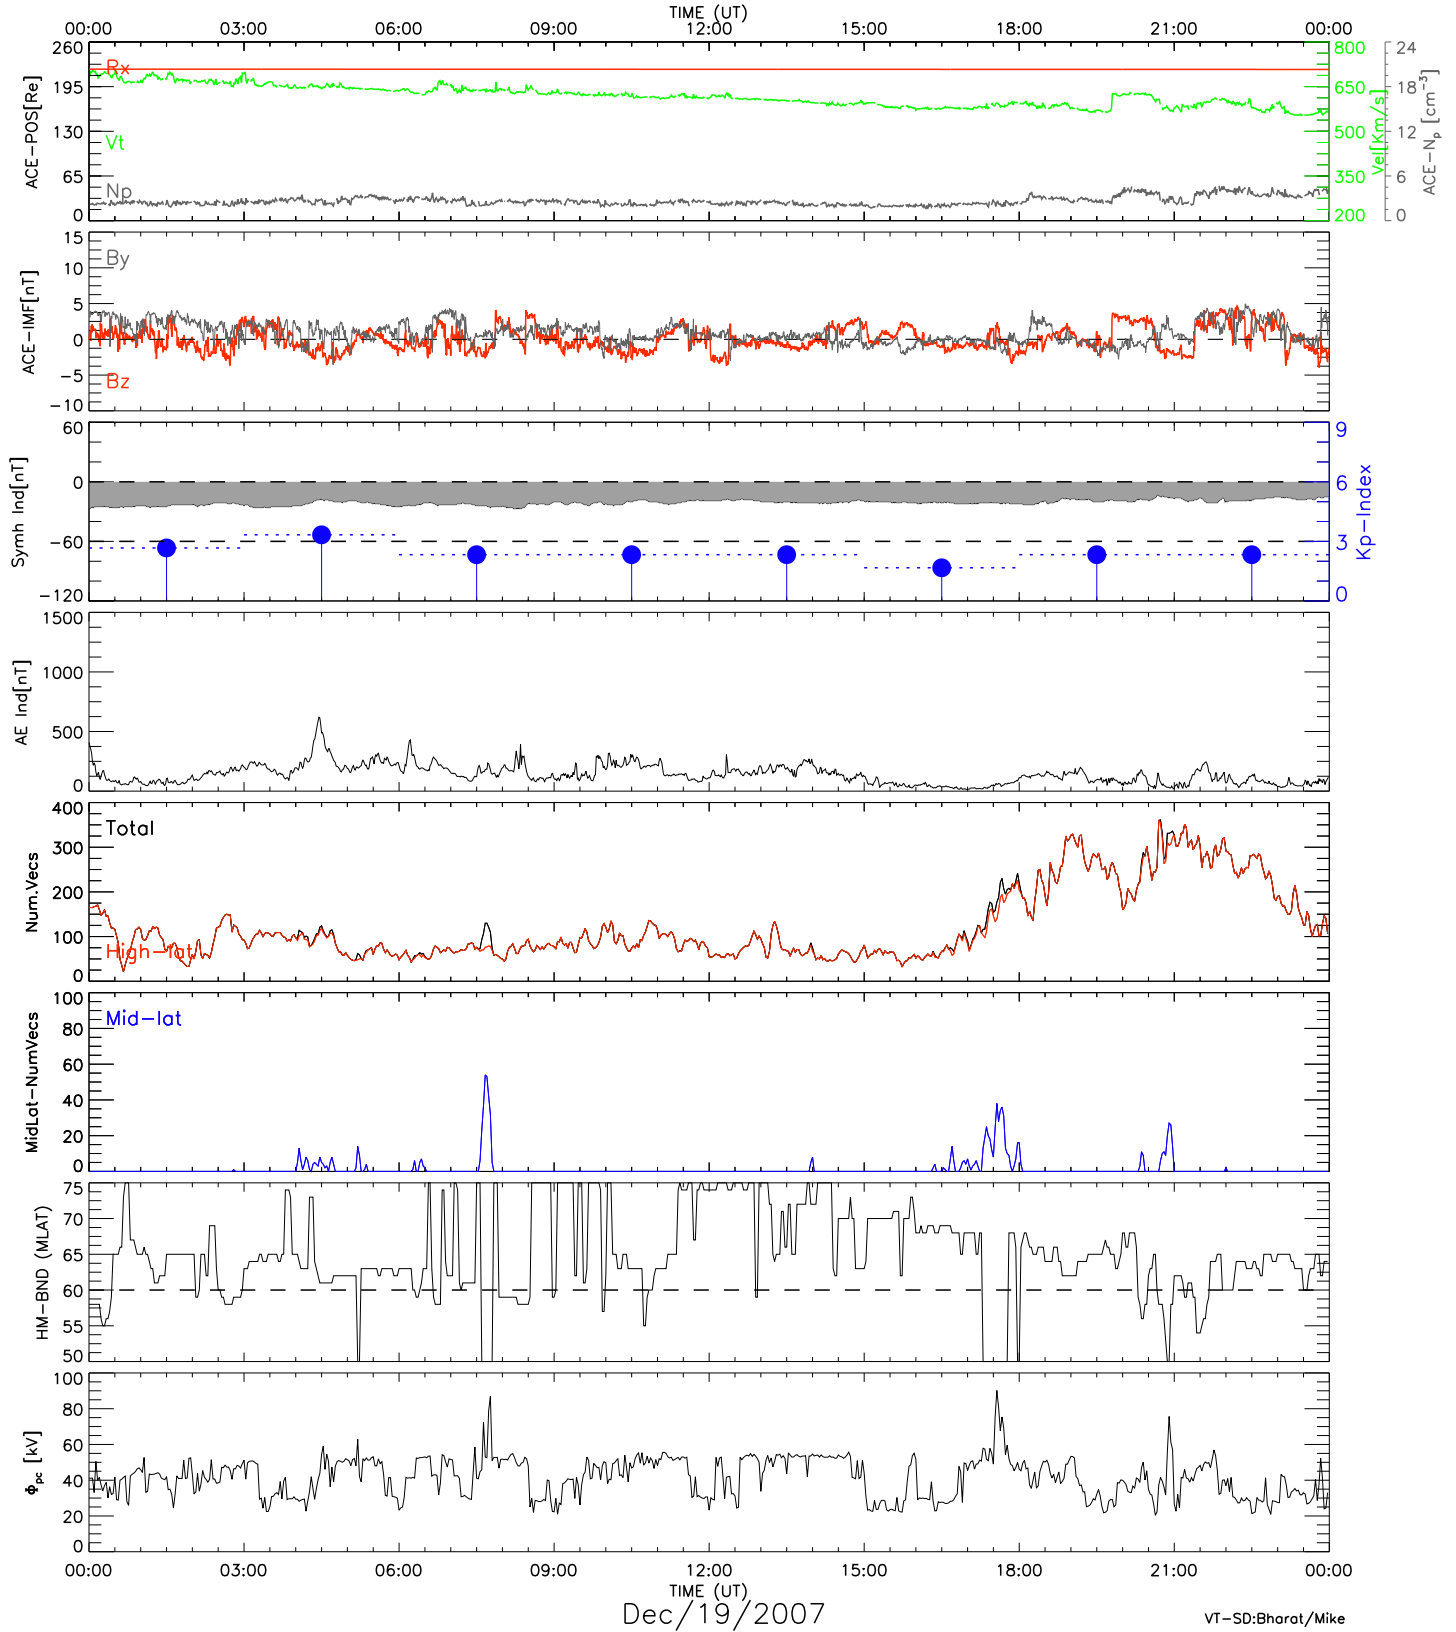 TIME (UT)
00:00 03:00 06:00 09:00 12:00 15:00 18:00 21:00 00:00
260 195 130 65 0
ACE-POS[Re]
Rx
Vt
Np
800 650 500 350 200
Vel[Km/s]
24 18 12 6 0
ACE-Np [cm⁻³]
15 10 5 0 -5 -10
ACE-IMF[nT]
By
Bz
60 0 -60 -120
Symh Ind[nT]
9 6 3 0
Kp-Index
1500 1000 500 0
AE Ind[nT]
400 300 200 100 0
Num.Vecs
Total
High-lat
100 80 60 40 20 0
MidLat-NumVecs
Mid-lat
75 70 65 60 55 50
HM-BND (MLAT)
100 80 60 40 20 0
Φpc [kV]
00:00 03:00 06:00 09:00 12:00 15:00 18:00 21:00 00:00
TIME (UT)
Dec/19/2007
VT-SD:Bharat/Mike